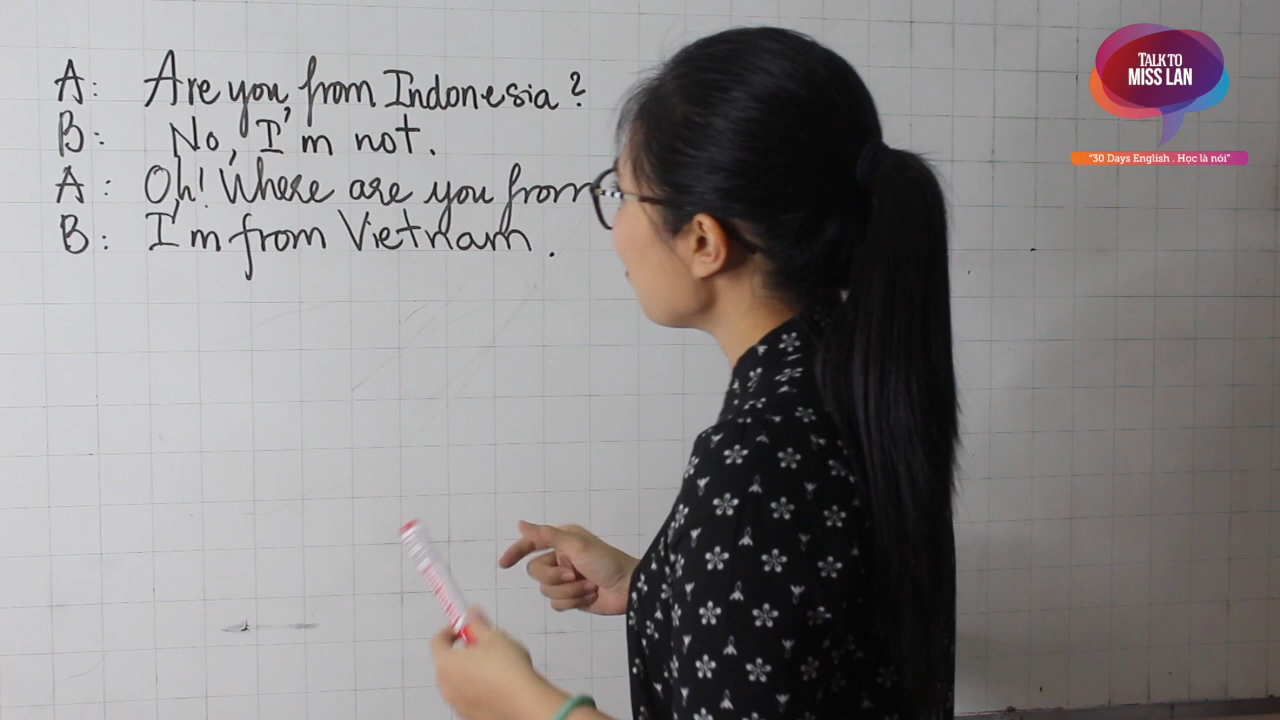 A: Are you from Indonesia?
B: No, I'm not.
A: Oh! Where are you from
B: I'm from Vietnam.
TALK TO
MISS LAN
"30 Days English . Học là nói"